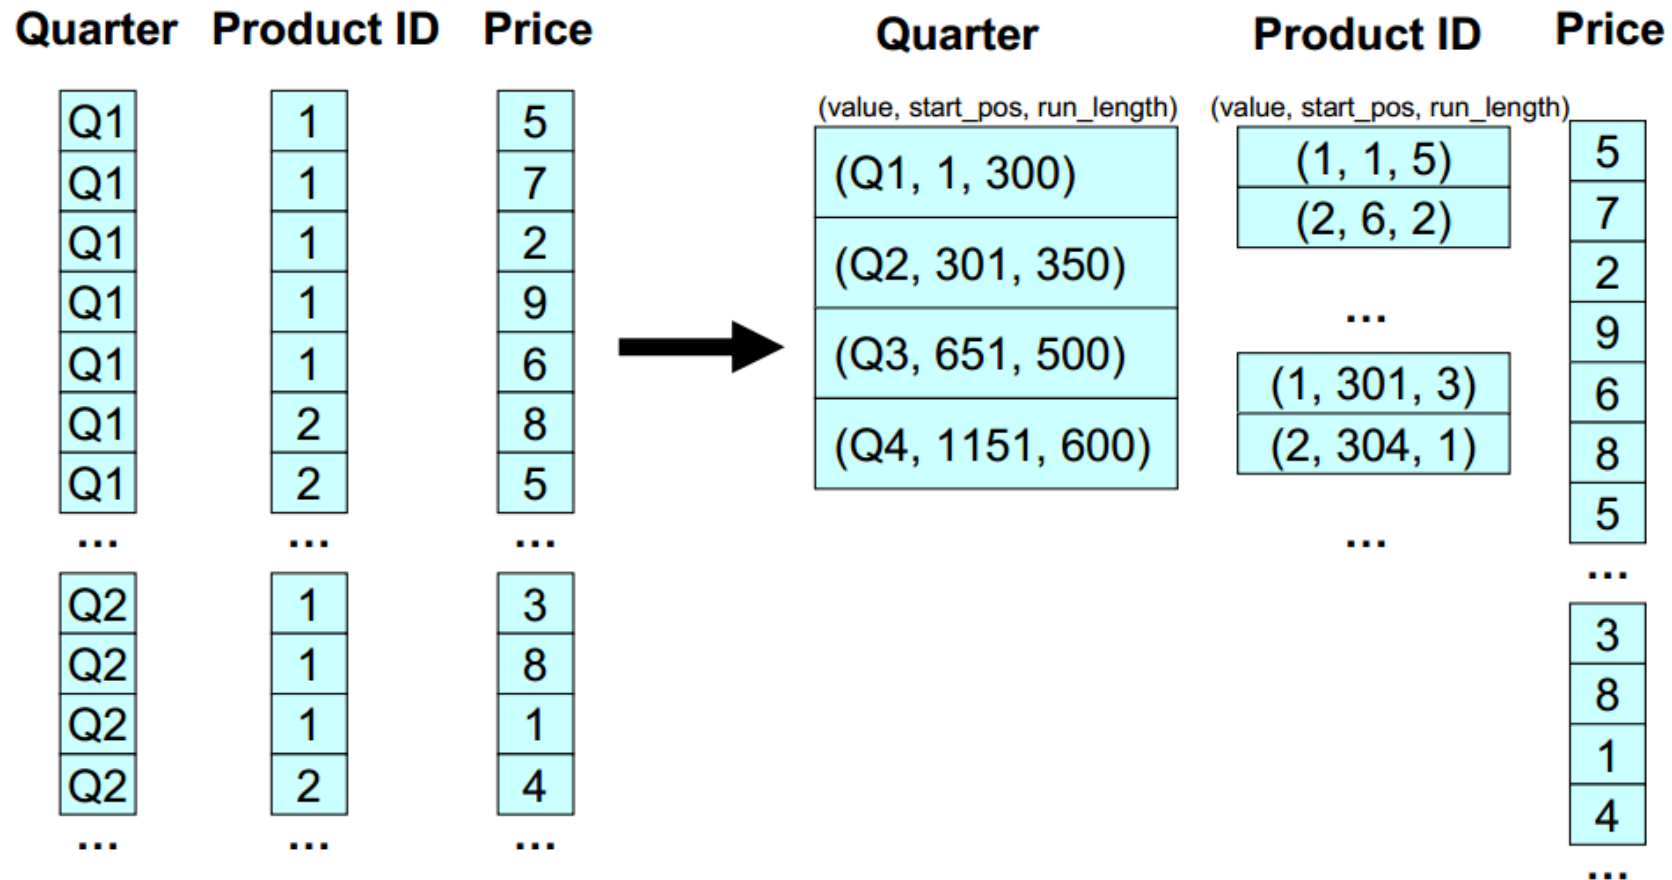 Quarter Product ID Price
Q1 1 5
Q1 1 7
Q1 1 2
Q1 1 9
Q1 1 6
Q1 2 8
Q1 2 5
... ... ...
Q2 1 3
Q2 1 8
Q2 1 1
Q2 2 4
... ... ...
Quarter
(value, start_pos, run_length)
(Q1, 1, 300)
(Q2, 301, 350)
(Q3, 651, 500)
(Q4, 1151, 600)
Product ID
(value, start_pos, run_length)
(1, 1, 5)
(2, 6, 2)
...
(1, 301, 3)
(2, 304, 1)
...
Price
5
7
2
9
6
8
5
...
3
8
1
4
...